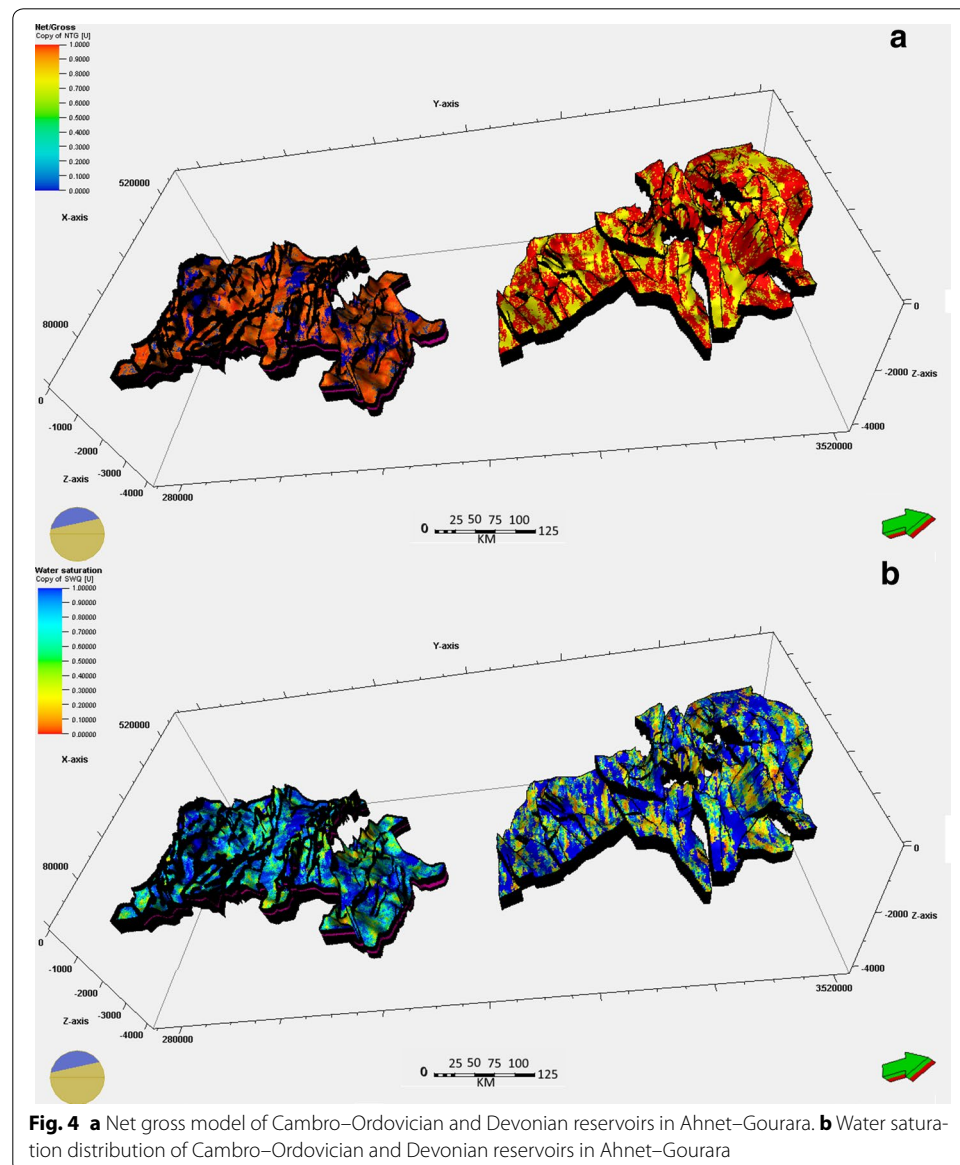 Net/Gross
Copy of NTG [U]
1.0000
0.9000
0.8000
0.7000
0.6000
0.5000
0.4000
0.3000
0.2000
0.1000
0.0000
a
Y-axis
520000
X-axis
80000
0
-1000
-2000
Z-axis
-3000
-4000
280000
0
-2000
Z-axis
-4000
3520000
0 25 50 75 100 125
KM
Water saturation
Copy of SWQ [U]
1.00000
0.90000
0.80000
0.70000
0.60000
0.50000
0.40000
0.30000
0.20000
0.10000
0.00000
b
Y-axis
520000
X-axis
80000
0
-1000
-2000
Z-axis
-3000
-4000
280000
0
-2000
Z-axis
-4000
3520000
0 25 50 75 100 125
KM
Fig. 4 a Net gross model of Cambro–Ordovician and Devonian reservoirs in Ahnet–Gourara. b Water satura-
tion distribution of Cambro–Ordovician and Devonian reservoirs in Ahnet–Gourara